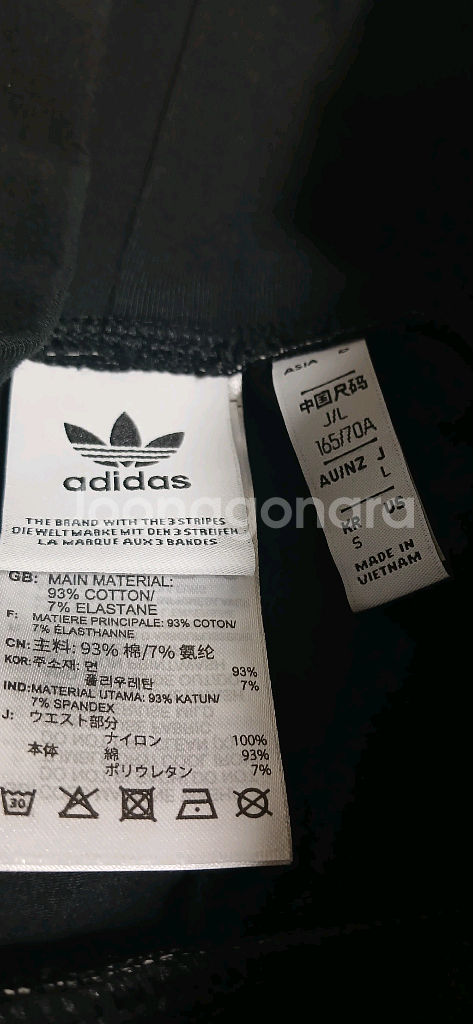 adidas
THE BRAND WITH THE 3 STRIPES
DIE WELTMARKE MIT DEN 3 STREIFEN
LA MARQUE AUX 3 BANDES
GB: MAIN MATERIAL:
93% COTTON/
7% ELASTANE
F: MATIERE PRINCIPALE: 93% COTON/
7% ÉLASTHANNE
CN: 主料: 93% 棉/7% 氨纶
KOR: 주소재: 면 93%
폴리우레탄 7%
IND: MATERIAL UTAMA: 93% KATUN/
7% SPANDEX
J: ウエスト部分
ナイロン 100%
本体 綿 93%
ポリウレタン 7%
30
ASIA
中国尺码
J/L
165/70A
AU/NZ J
L
KR US
S
MADE IN
VIETNAM
Joonggonara